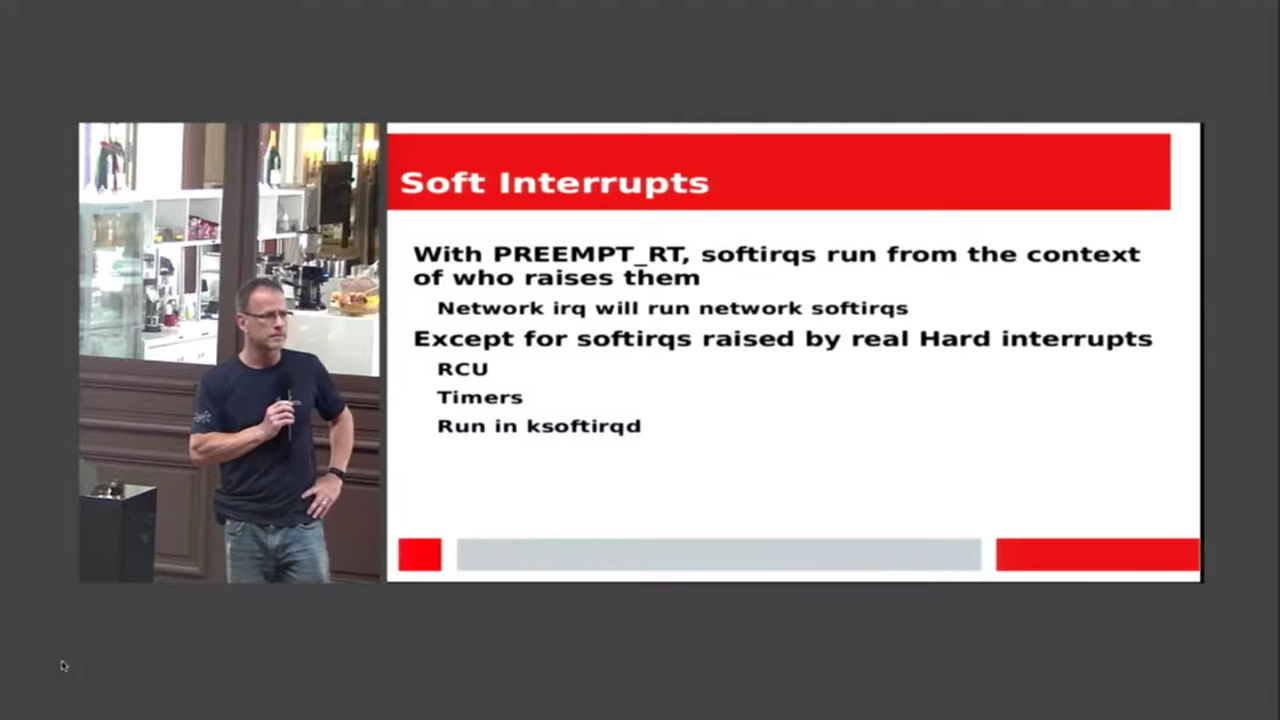 Soft Interrupts
With PREEMPT_RT, softirqs run from the context
of who raises them
Network irq will run network softirqs
Except for softirqs raised by real Hard interrupts
RCU
Timers
Run in ksoftirqd